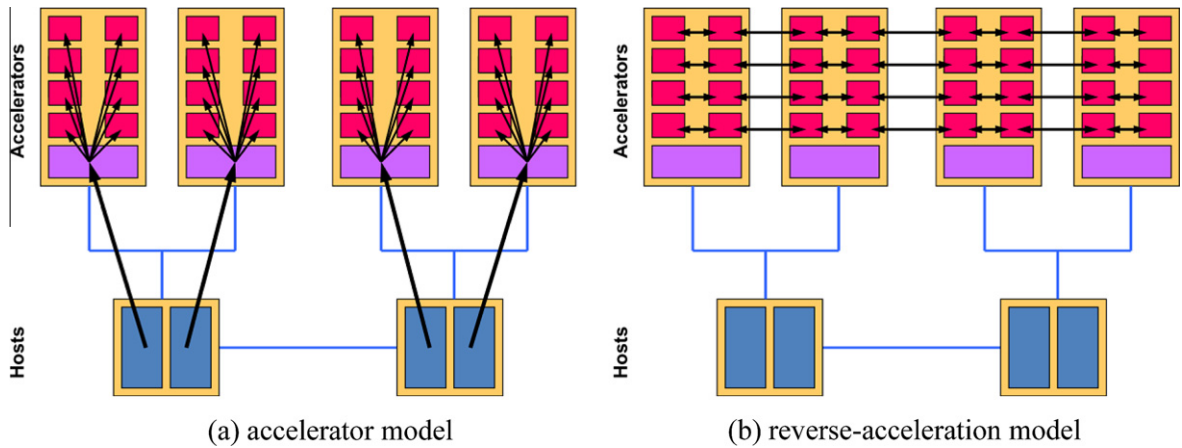 Accelerators
Accelerators
Hosts
Hosts
(a) accelerator model
(b) reverse-acceleration model